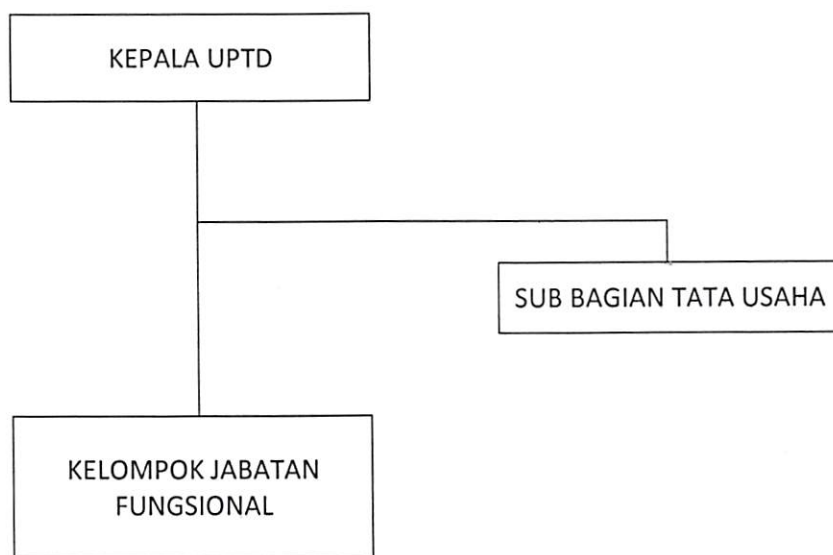 KEPALA UPTD
SUB BAGIAN TATA USAHA
KELOMPOK JABATAN
FUNGSIONAL